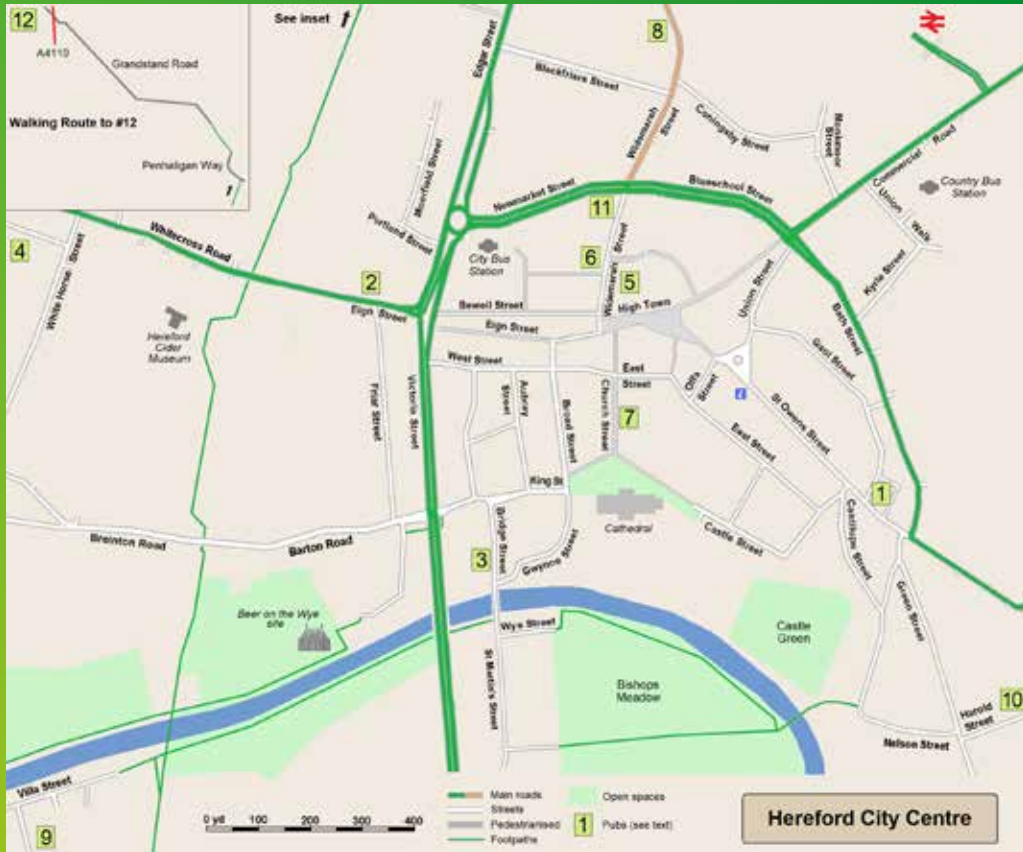 12
A4110
Grandstand Road
Walking Route to #12
Penhaligan Way
See inset
Edgar Street
8
Blackfriars Street
Widemarsh Street
Coningsby Street
Monkmoor Street
Commercial Road
Country Bus Station
Union Walk
Kyrle Street
Moorfield Street
Portland Street
Newmarket Street
Blueschool Street
11
Whitecross Road
4
White Horse Street
2
City Bus Station
6
Widemarsh Street
5
High Town
Union Street
Bath Street
Gaol Street
Hereford Cider Museum
Eign Street
Bewell Street
Eign Street
West Street
East Street
Offa Street
i
St Owens Street
Friar Street
Victoria Street
Aubrey Street
Broad Street
Church Street
7
East Street
King St
Cathedral
1
Castle Street
Cantilupe Street
Breinton Road
Barton Road
Bridge Street
3
Gwynne Street
Green Street
Beer on the Wye site
Wye Street
Castle Green
St Martin's Street
Bishops Meadow
10
Harold Street
Nelson Street
Villa Street
9
0 yd 100 200 300 400
Main roads
Streets
Pedestrianised
Footpaths
Open spaces
1 Pubs (see text)
Hereford City Centre